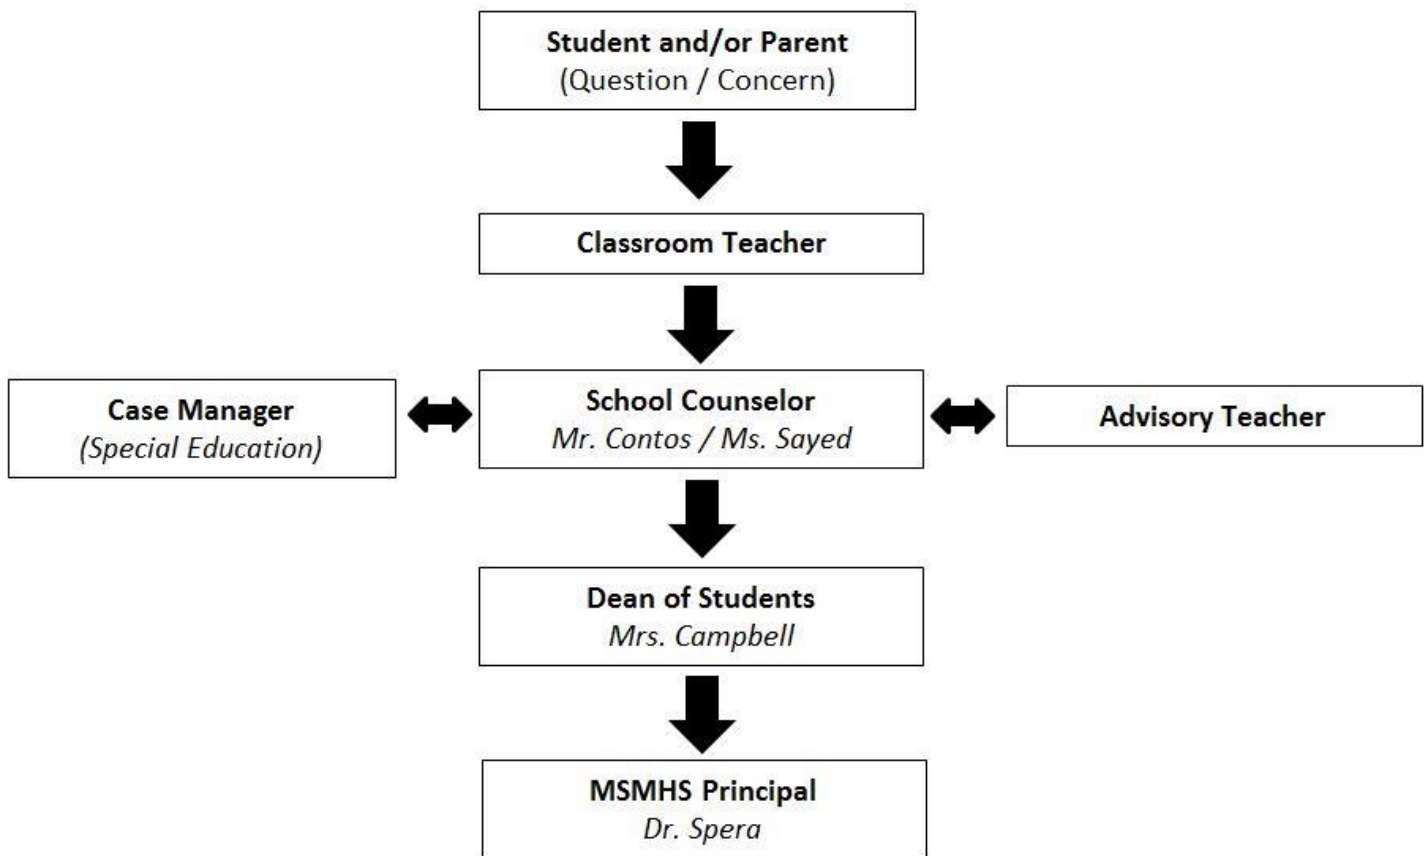 Student and/or Parent
(Question / Concern)
Classroom Teacher
Case Manager
(Special Education)
School Counselor
Mr. Contos / Ms. Sayed
Advisory Teacher
Dean of Students
Mrs. Campbell
MSMHS Principal
Dr. Spera